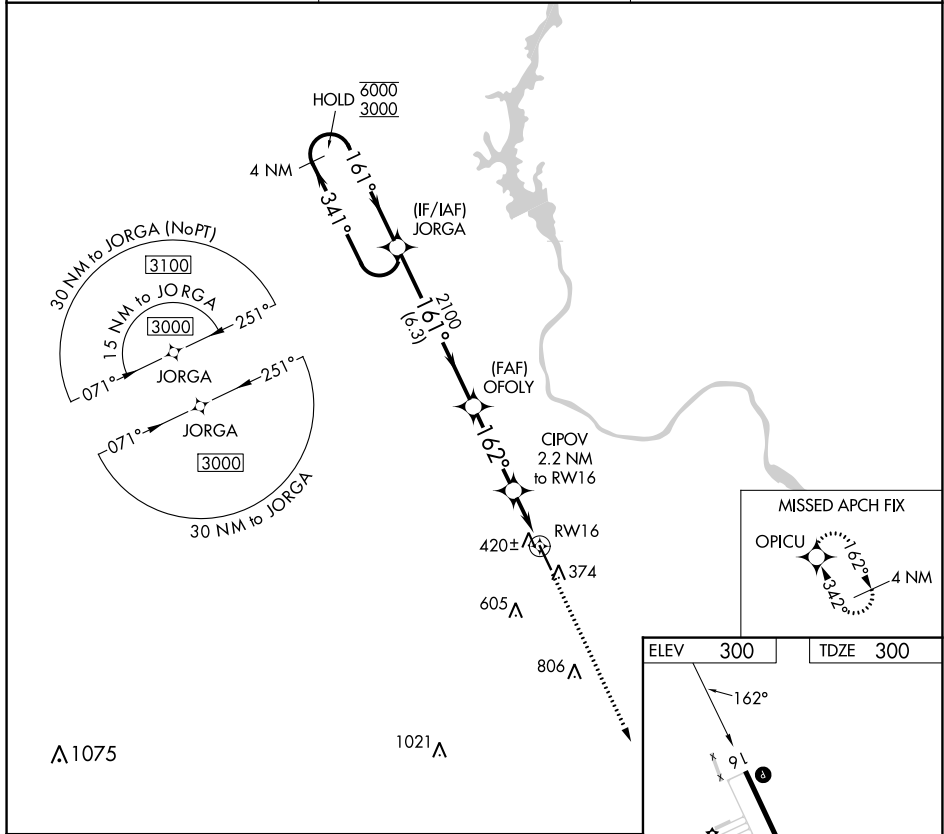 HOLD 6000
3000
4 NM
161°
341°
(IF/IAF)
JORGA
30 NM to JORGA (NoPT)
3100
15 NM to JORGA
3000
071°
251°
JORGA
2100
161°
(6.3)
(FAF)
OFOLY
071°
251°
JORGA
3000
30 NM to JORGA
162°
CIPOV
2.2 NM
to RW16
RW16
420±
374
605
806
1075
1021
MISSED APCH FIX
OPICU
162°
342°
4 NM
ELEV 300
TDZE 300
162°
16
P
X
X